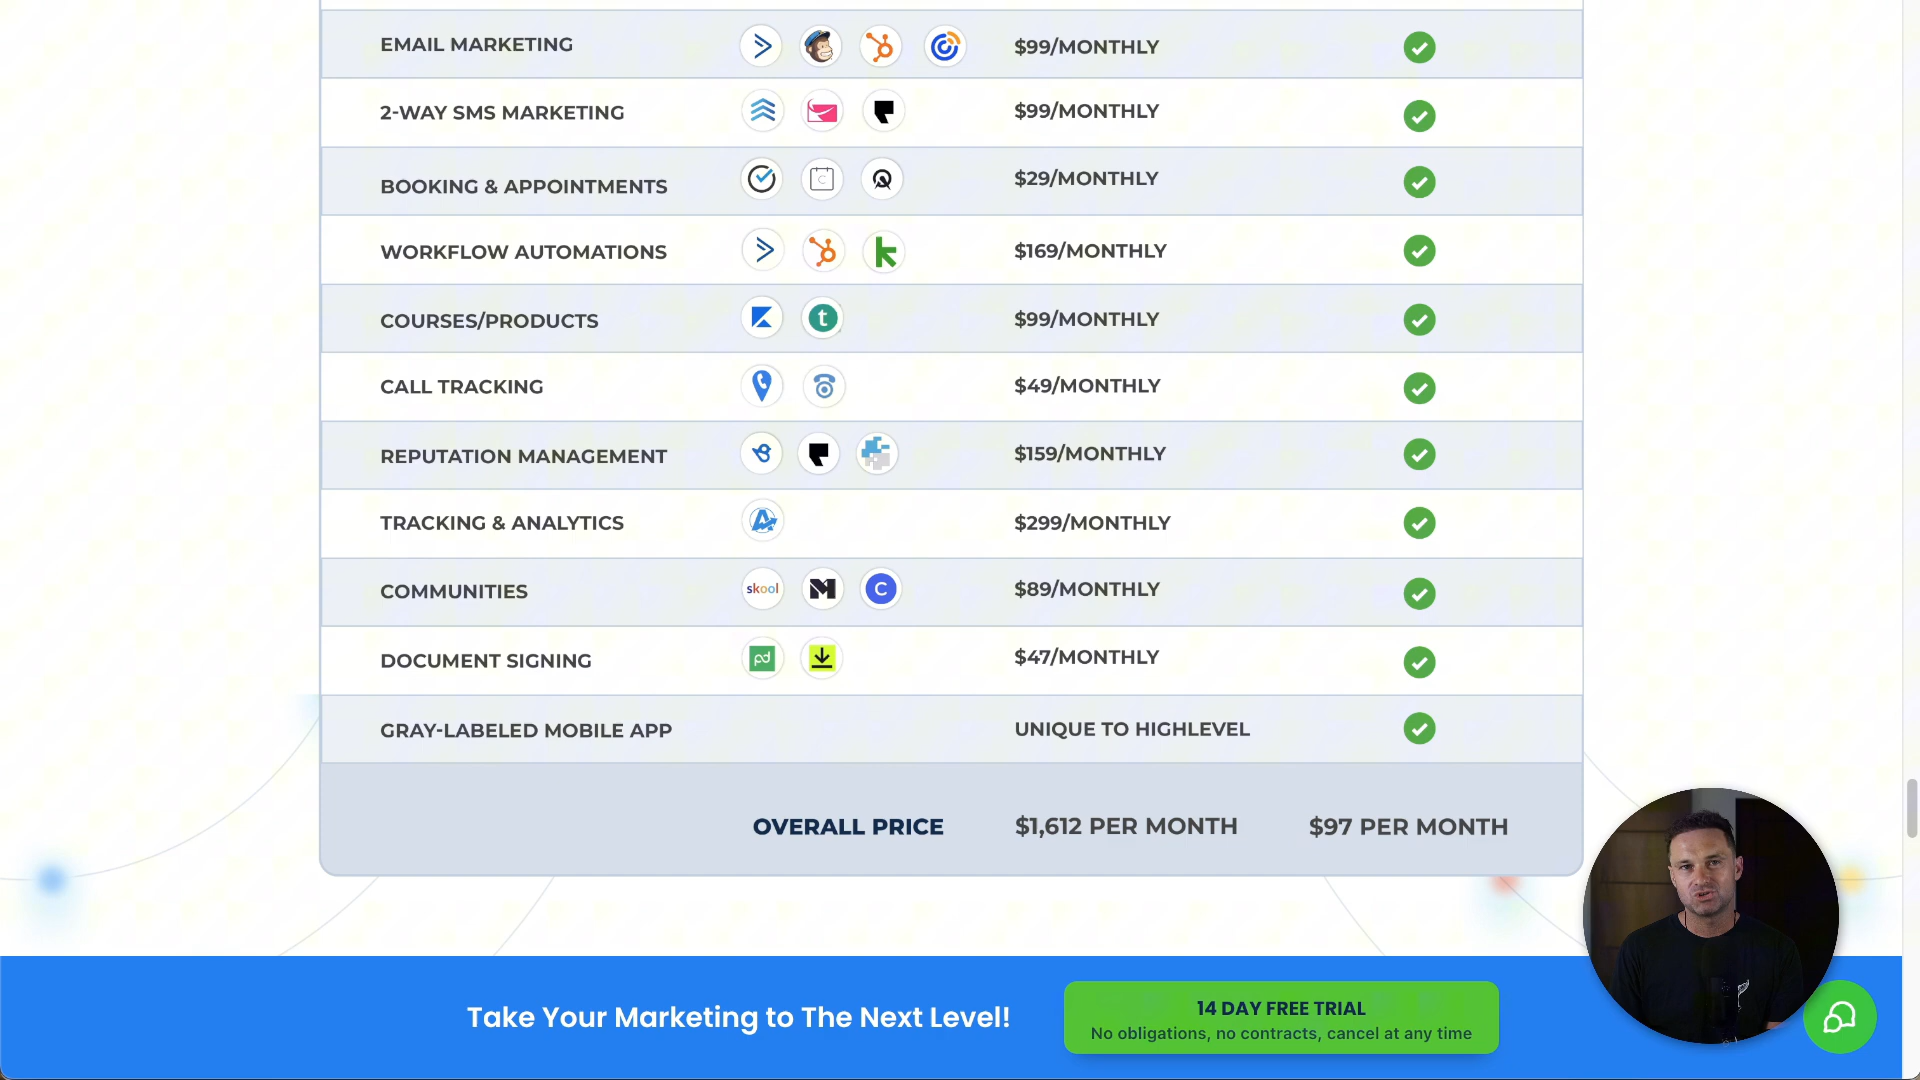 EMAIL MARKETING $99/MONTHLY
2-WAY SMS MARKETING $99/MONTHLY
BOOKING & APPOINTMENTS C $29/MONTHLY
WORKFLOW AUTOMATIONS k $169/MONTHLY
COURSES/PRODUCTS t $99/MONTHLY
CALL TRACKING $49/MONTHLY
REPUTATION MANAGEMENT $159/MONTHLY
TRACKING & ANALYTICS $299/MONTHLY
COMMUNITIES skool M C $89/MONTHLY
DOCUMENT SIGNING pd $47/MONTHLY
GRAY-LABELED MOBILE APP UNIQUE TO HIGHLEVEL
OVERALL PRICE $1,612 PER MONTH $97 PER MONTH
Take Your Marketing to The Next Level!
14 DAY FREE TRIAL
No obligations, no contracts, cancel at any time